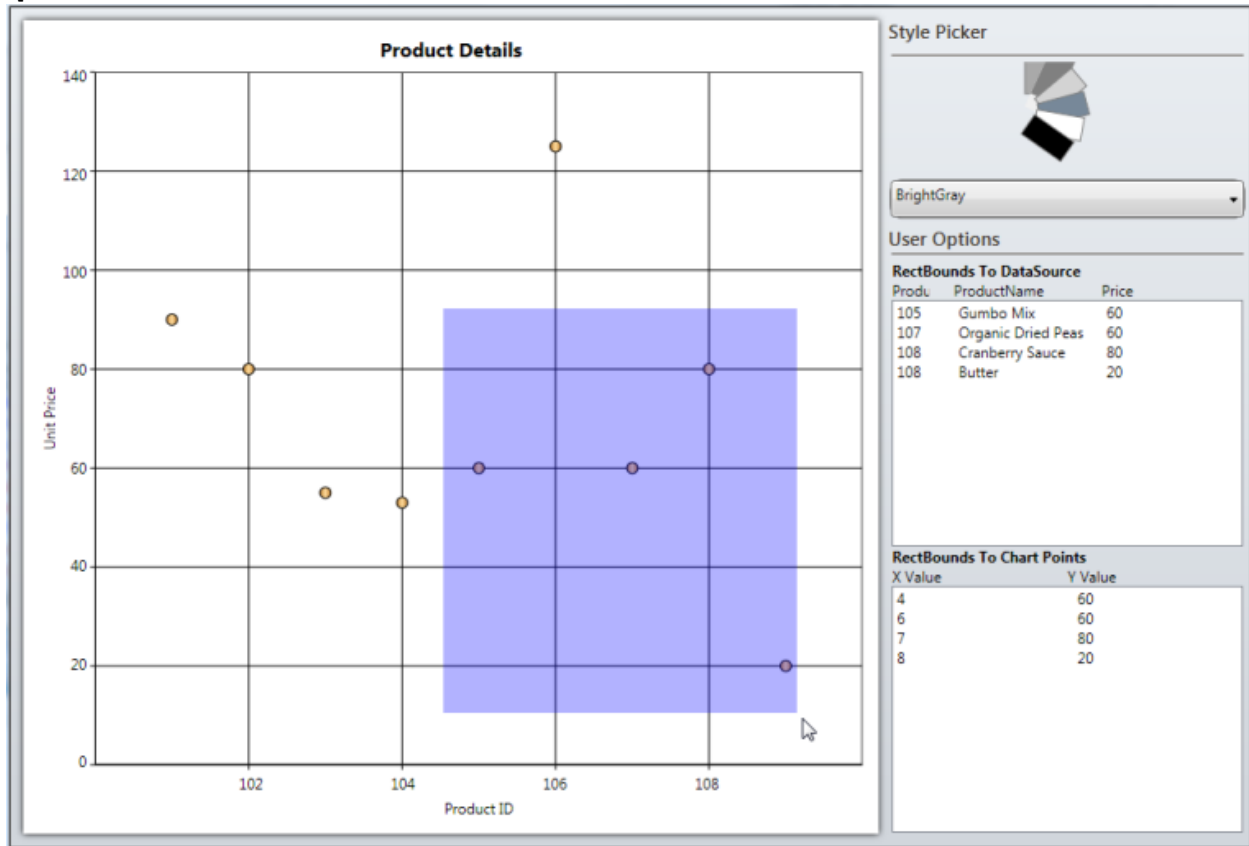 Product Details
140
120
100
80
60
40
20
0
Unit Price
102 104 106 108
Product ID
Style Picker
BrightGray
User Options
RectBounds To DataSource
Produ ProductName Price
105 Gumbo Mix 60
107 Organic Dried Peas 60
108 Cranberry Sauce 80
108 Butter 20
RectBounds To Chart Points
X Value Y Value
4 60
6 60
7 80
8 20